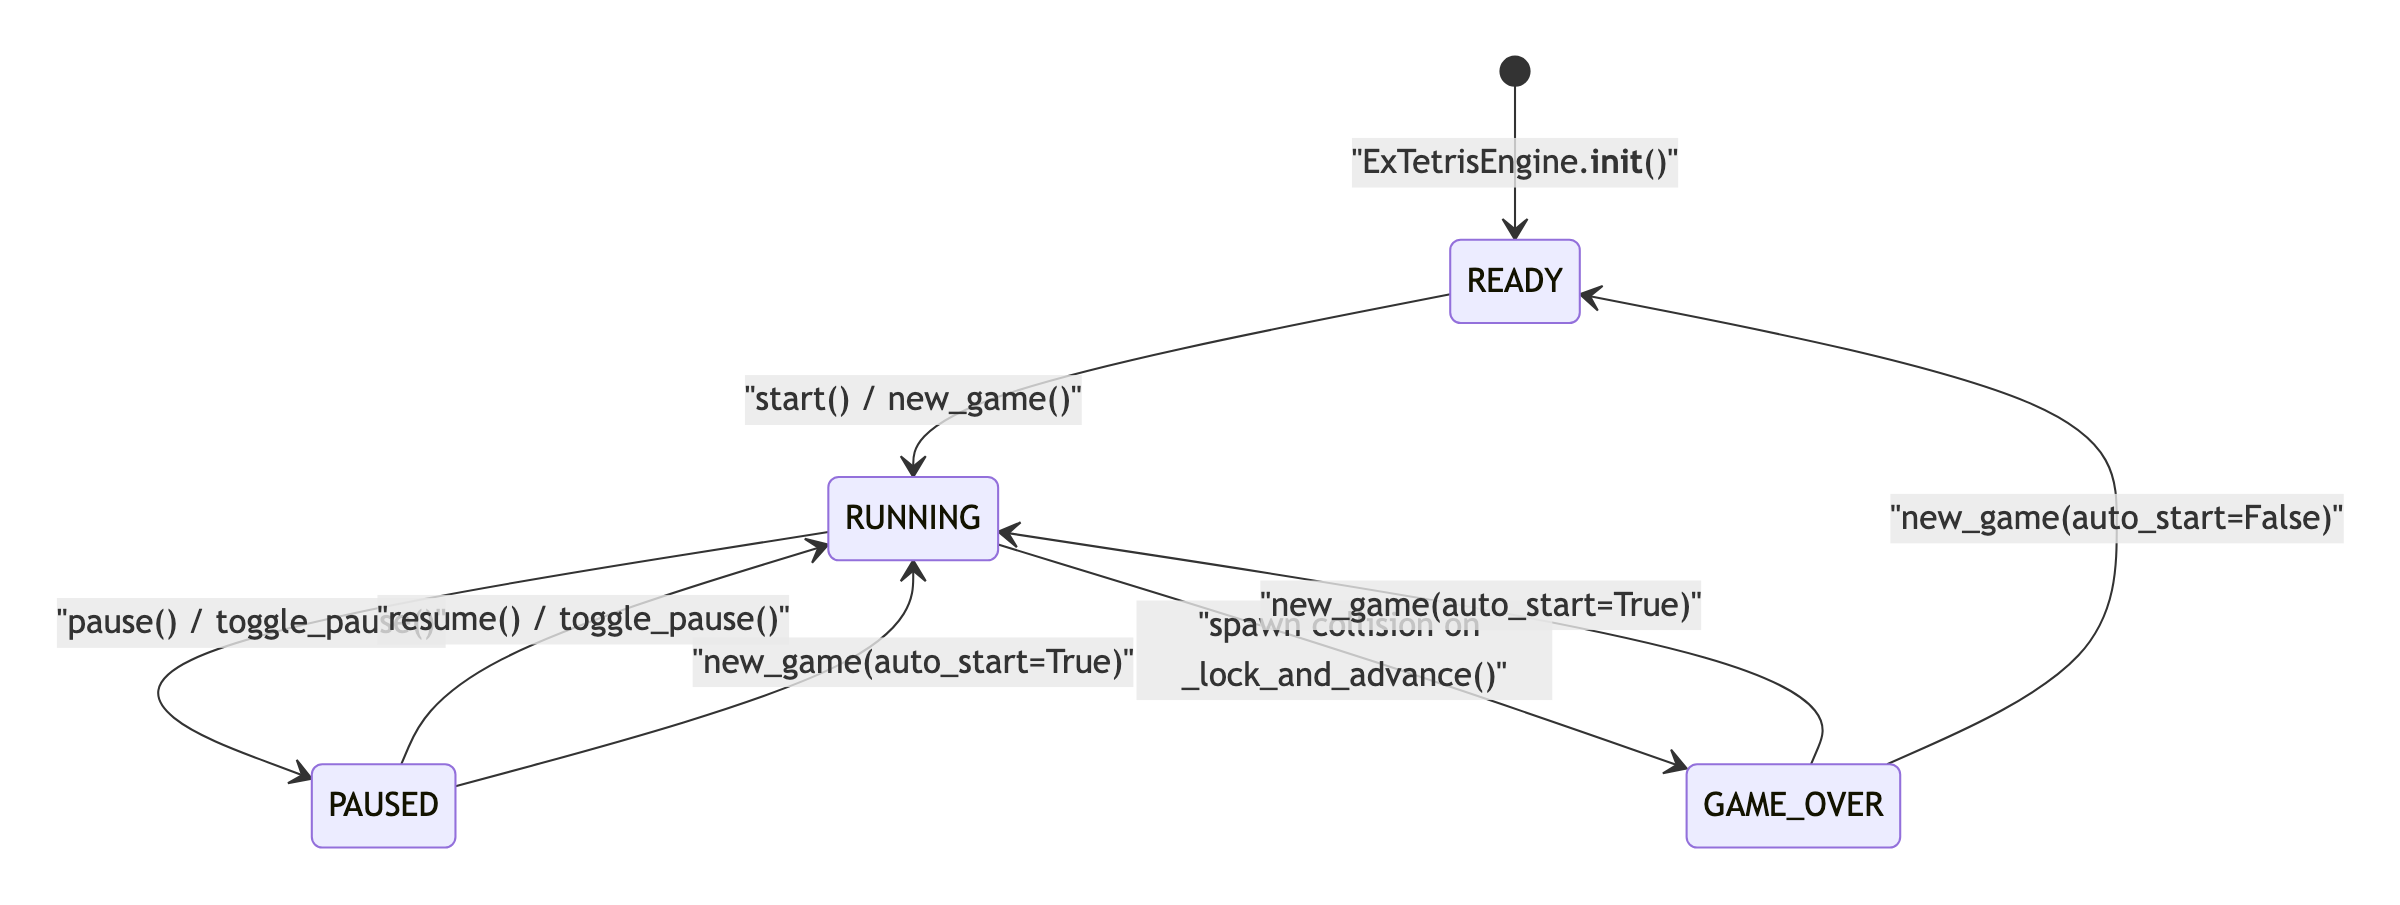 "ExTetrisEngine.init()"
READY
"start() / new_game()"
RUNNING
"new_game(auto_start=False)"
"pause() / toggle_pause()"
"resume() / toggle_pause()"
"new_game(auto_start=True)"
"new_game(auto_start=True)"
"spawn collision on
_lock_and_advance()"
PAUSED
GAME_OVER